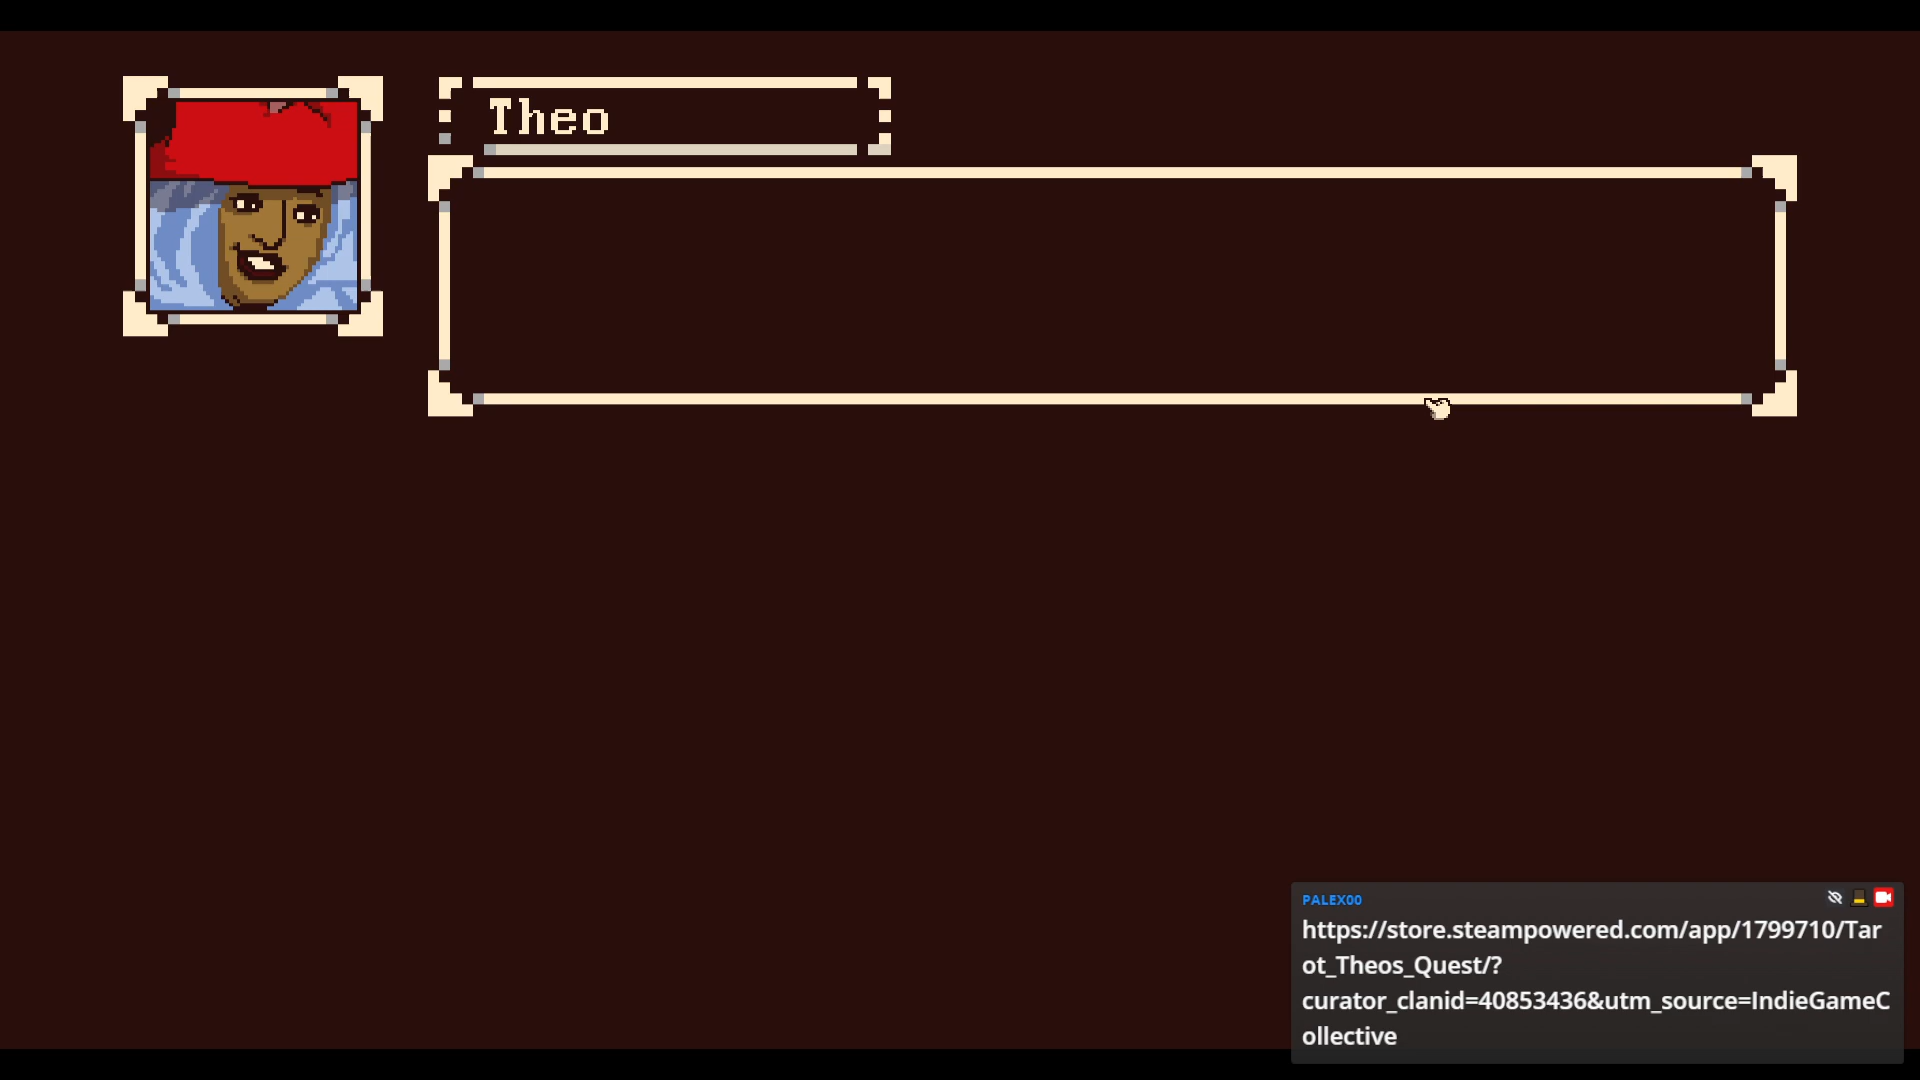 Theo
PALEX00
https://store.steampowered.com/app/1799710/Tar
ot_Theos_Quest/?
curator_clanid=40853436&utm_source=IndieGameC
ollective